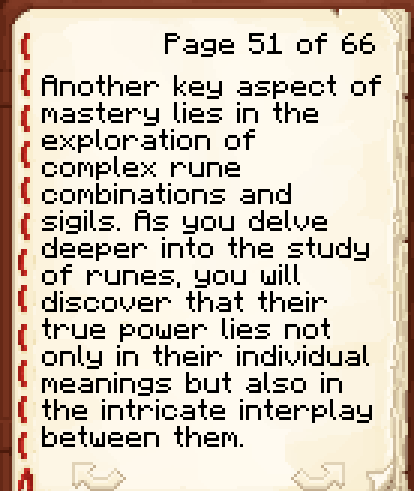 Page 51 of 66
Another key aspect of
mastery lies in the
exploration of
complex rune
combinations and
sigils. As you delve
deeper into the study
of runes, you will
discover that their
true power lies not
only in their individual
meanings but also in
the intricate interplay
between them.